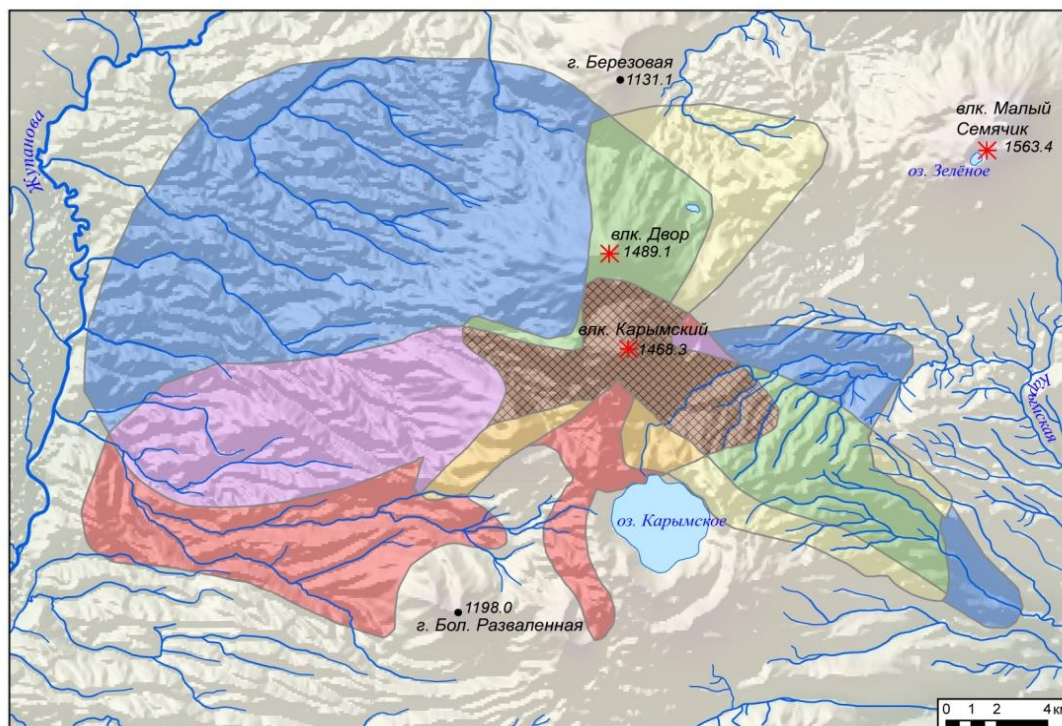 г. Березовая
1131.1
влк. Малый
Семячик
1563.4
оз. Зелёное
Жупанова
влк. Двор
1489.1
влк. Карымский
1468.3
Карымская
оз. Карымское
1198.0
г. Бол. Разваленная
0 1 2 4 км